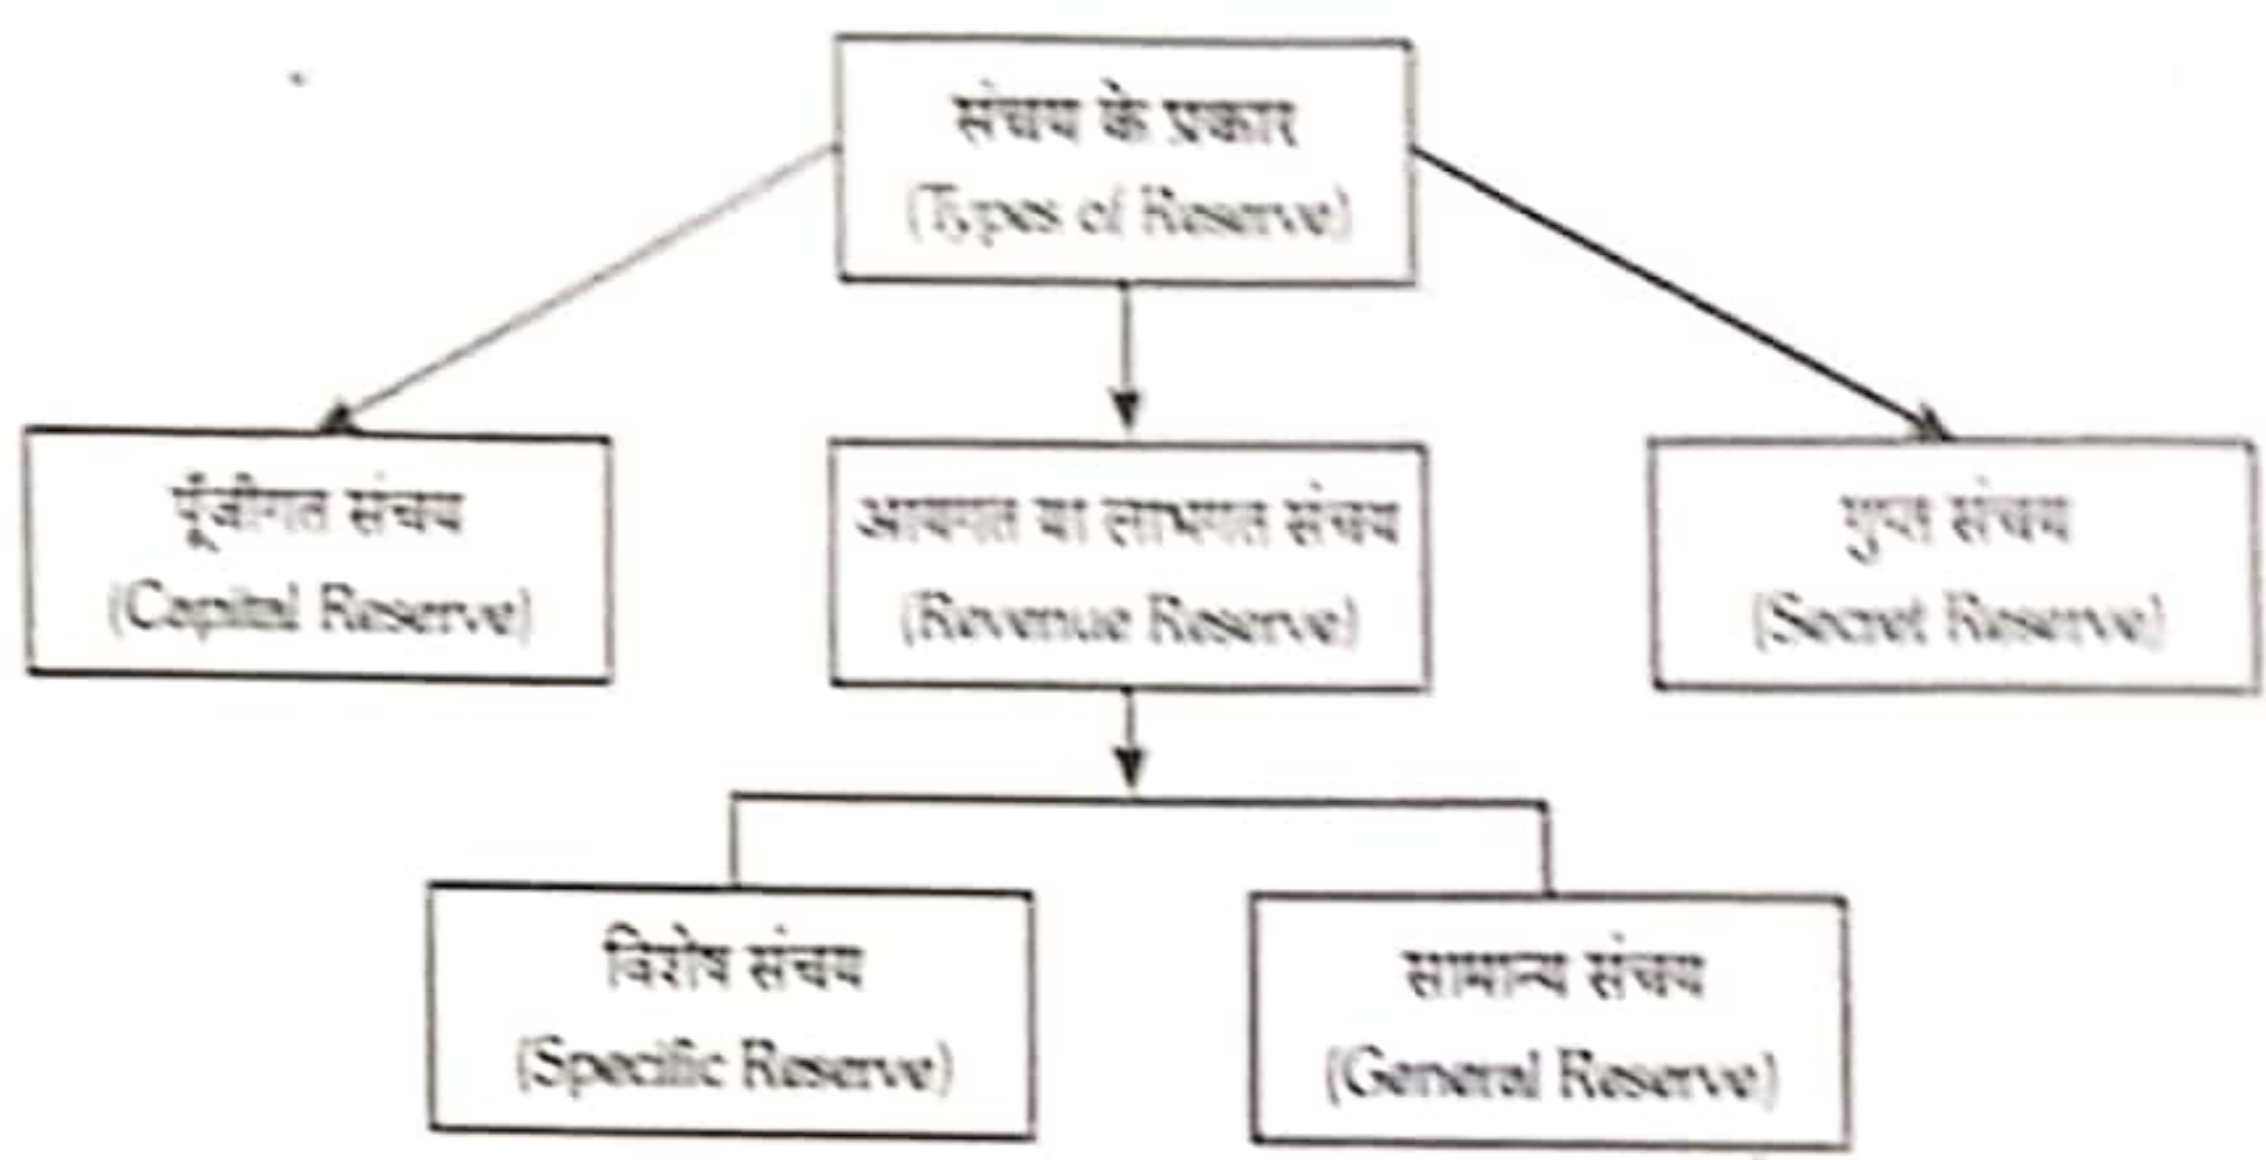 संचय के प्रकार
(Types of Reserve)
पूँजीगत संचय
(Capital Reserve)
आयगत या लाभगत संचय
(Revenue Reserve)
गुप्त संचय
(Secret Reserve)
विशेष संचय
(Specific Reserve)
सामान्य संचय
(General Reserve)